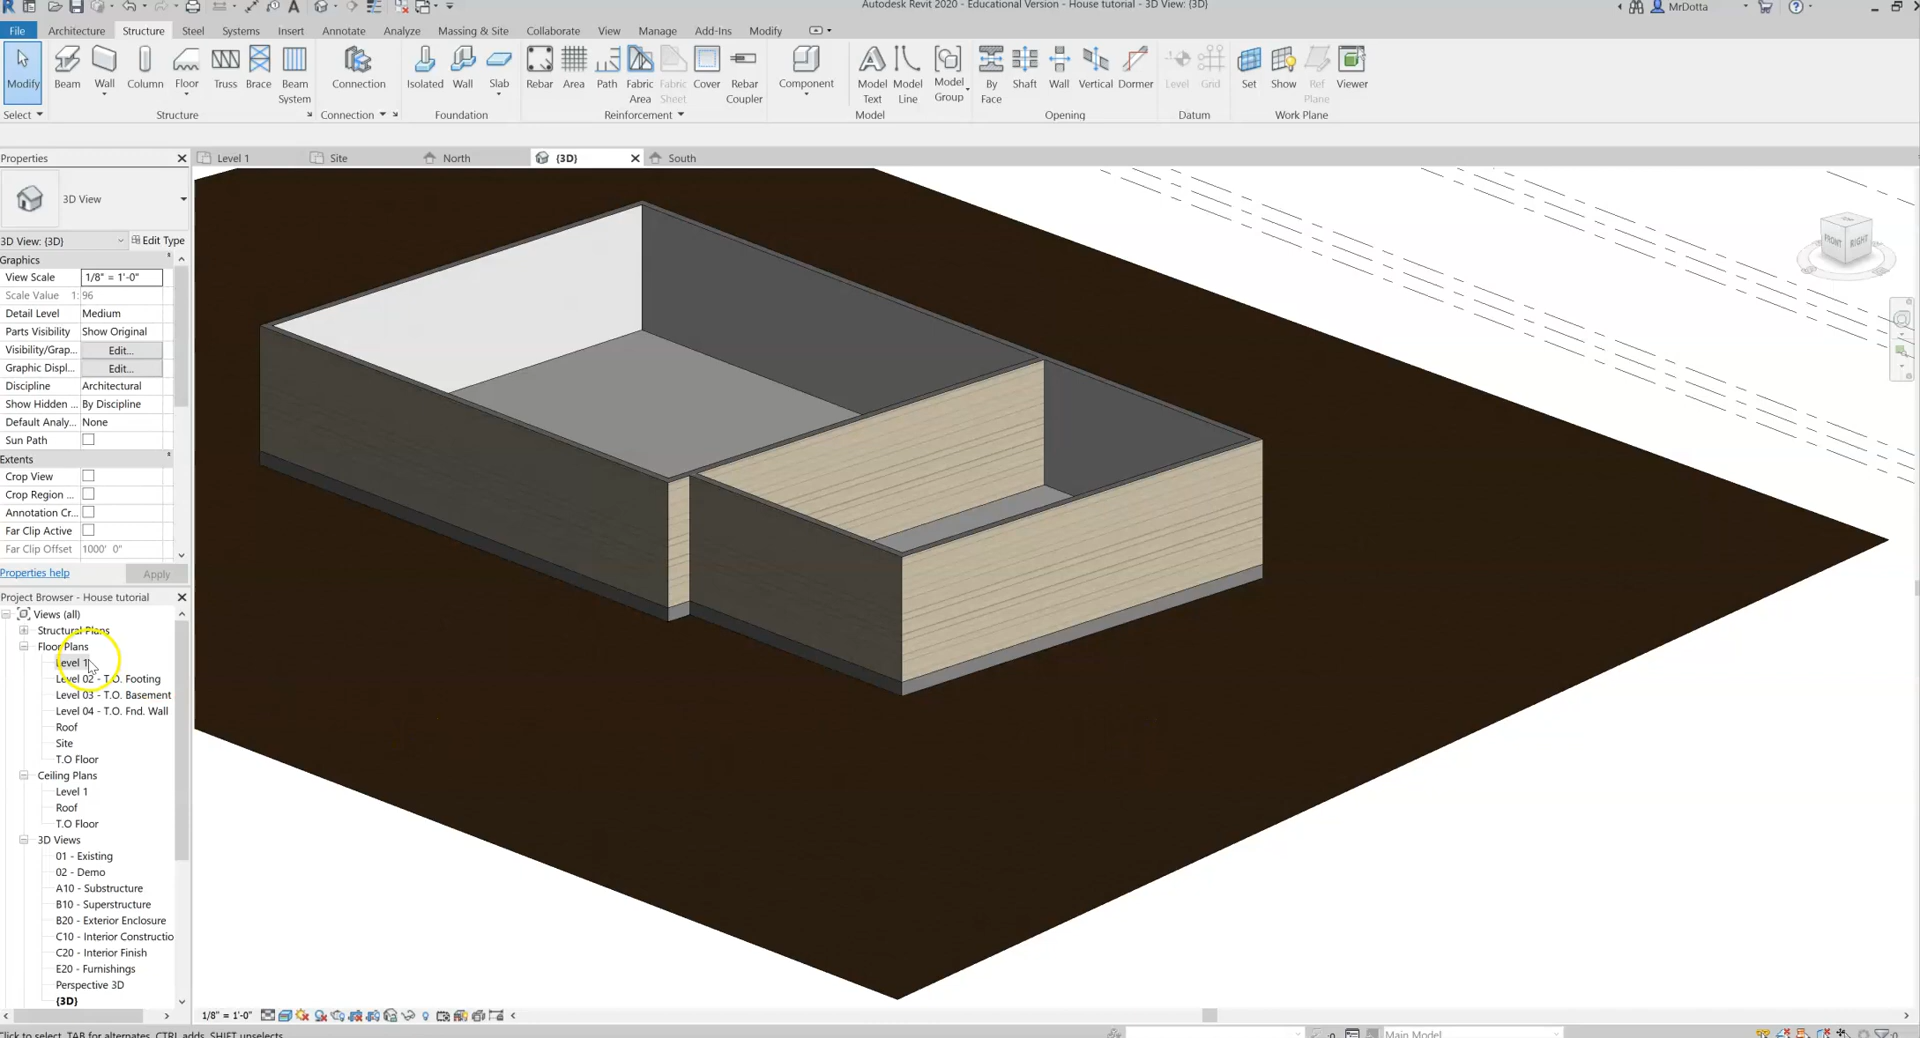 Autodesk Revit 2020 - Educational Version - House tutorial - 3D View: {3D}
MrDotta
File Architecture Structure Steel Systems Insert Annotate Analyze Massing & Site Collaborate View Manage Add-Ins Modify
Modify Beam Wall Column Floor Truss Brace Beam System Connection Isolated Wall Slab Rebar Area Path Fabric Area Fabric Sheet Cover Rebar Coupler Component Model Text Model Line Model Group By Face Shaft Wall Vertical Dormer Level Grid Set Show Ref Plane Viewer
Select Structure Connection Foundation Reinforcement Model Opening Datum Work Plane
Properties
Level 1 Site North {3D} South
3D View
3D View: {3D} Edit Type
Graphics
View Scale 1/8" = 1'-0"
Scale Value 1: 96
Detail Level Medium
Parts Visibility Show Original
Visibility/Grap... Edit...
Graphic Displ... Edit...
Discipline Architectural
Show Hidden ... By Discipline
Default Analy... None
Sun Path
Extents
Crop View
Crop Region ...
Annotation Cr...
Far Clip Active
Far Clip Offset 1000' 0"
Properties help Apply
FRONT RIGHT
Project Browser - House tutorial
Views (all)
Structural Plans
Floor Plans
Level 1
Level 02 - T.O. Footing
Level 03 - T.O. Basement
Level 04 - T.O. Fnd. Wall
Roof
Site
T.O Floor
Ceiling Plans
Level 1
Roof
T.O Floor
3D Views
01 - Existing
02 - Demo
A10 - Substructure
B10 - Superstructure
B20 - Exterior Enclosure
C10 - Interior Constructio
C20 - Interior Finish
E20 - Furnishings
Perspective 3D
{3D}
1/8" = 1'-0"
Click to select, TAB for alternates, CTRL adds, SHIFT unselects.
:0 Main Model :0